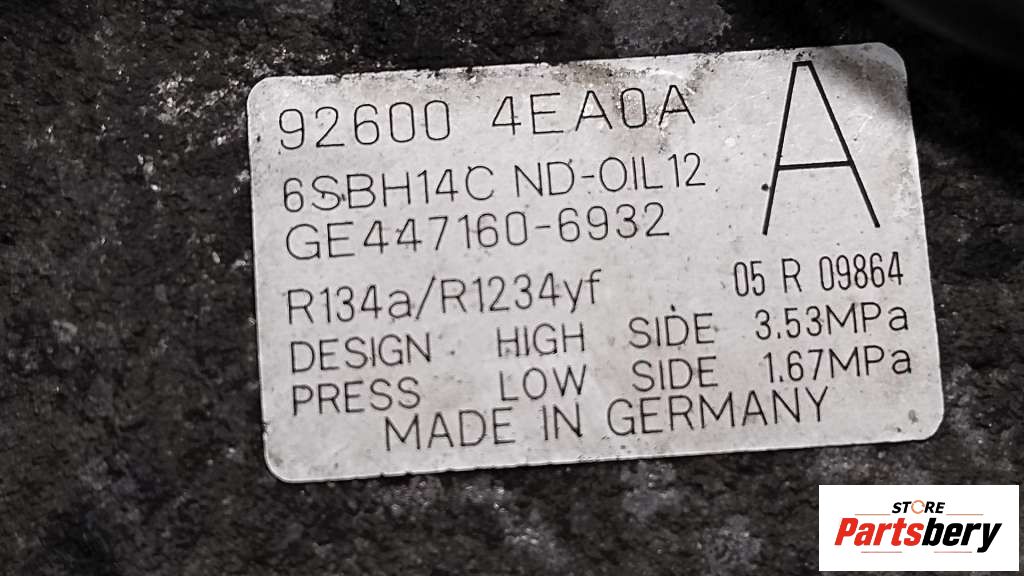 92600 4EA0A
A
6SBH14C ND-OIL12
GE447160-6932
R134a/R1234yf 05 R 09864
DESIGN HIGH SIDE 3.53MPa
PRESS LOW SIDE 1.67MPa
MADE IN GERMANY
STORE
Partsbery